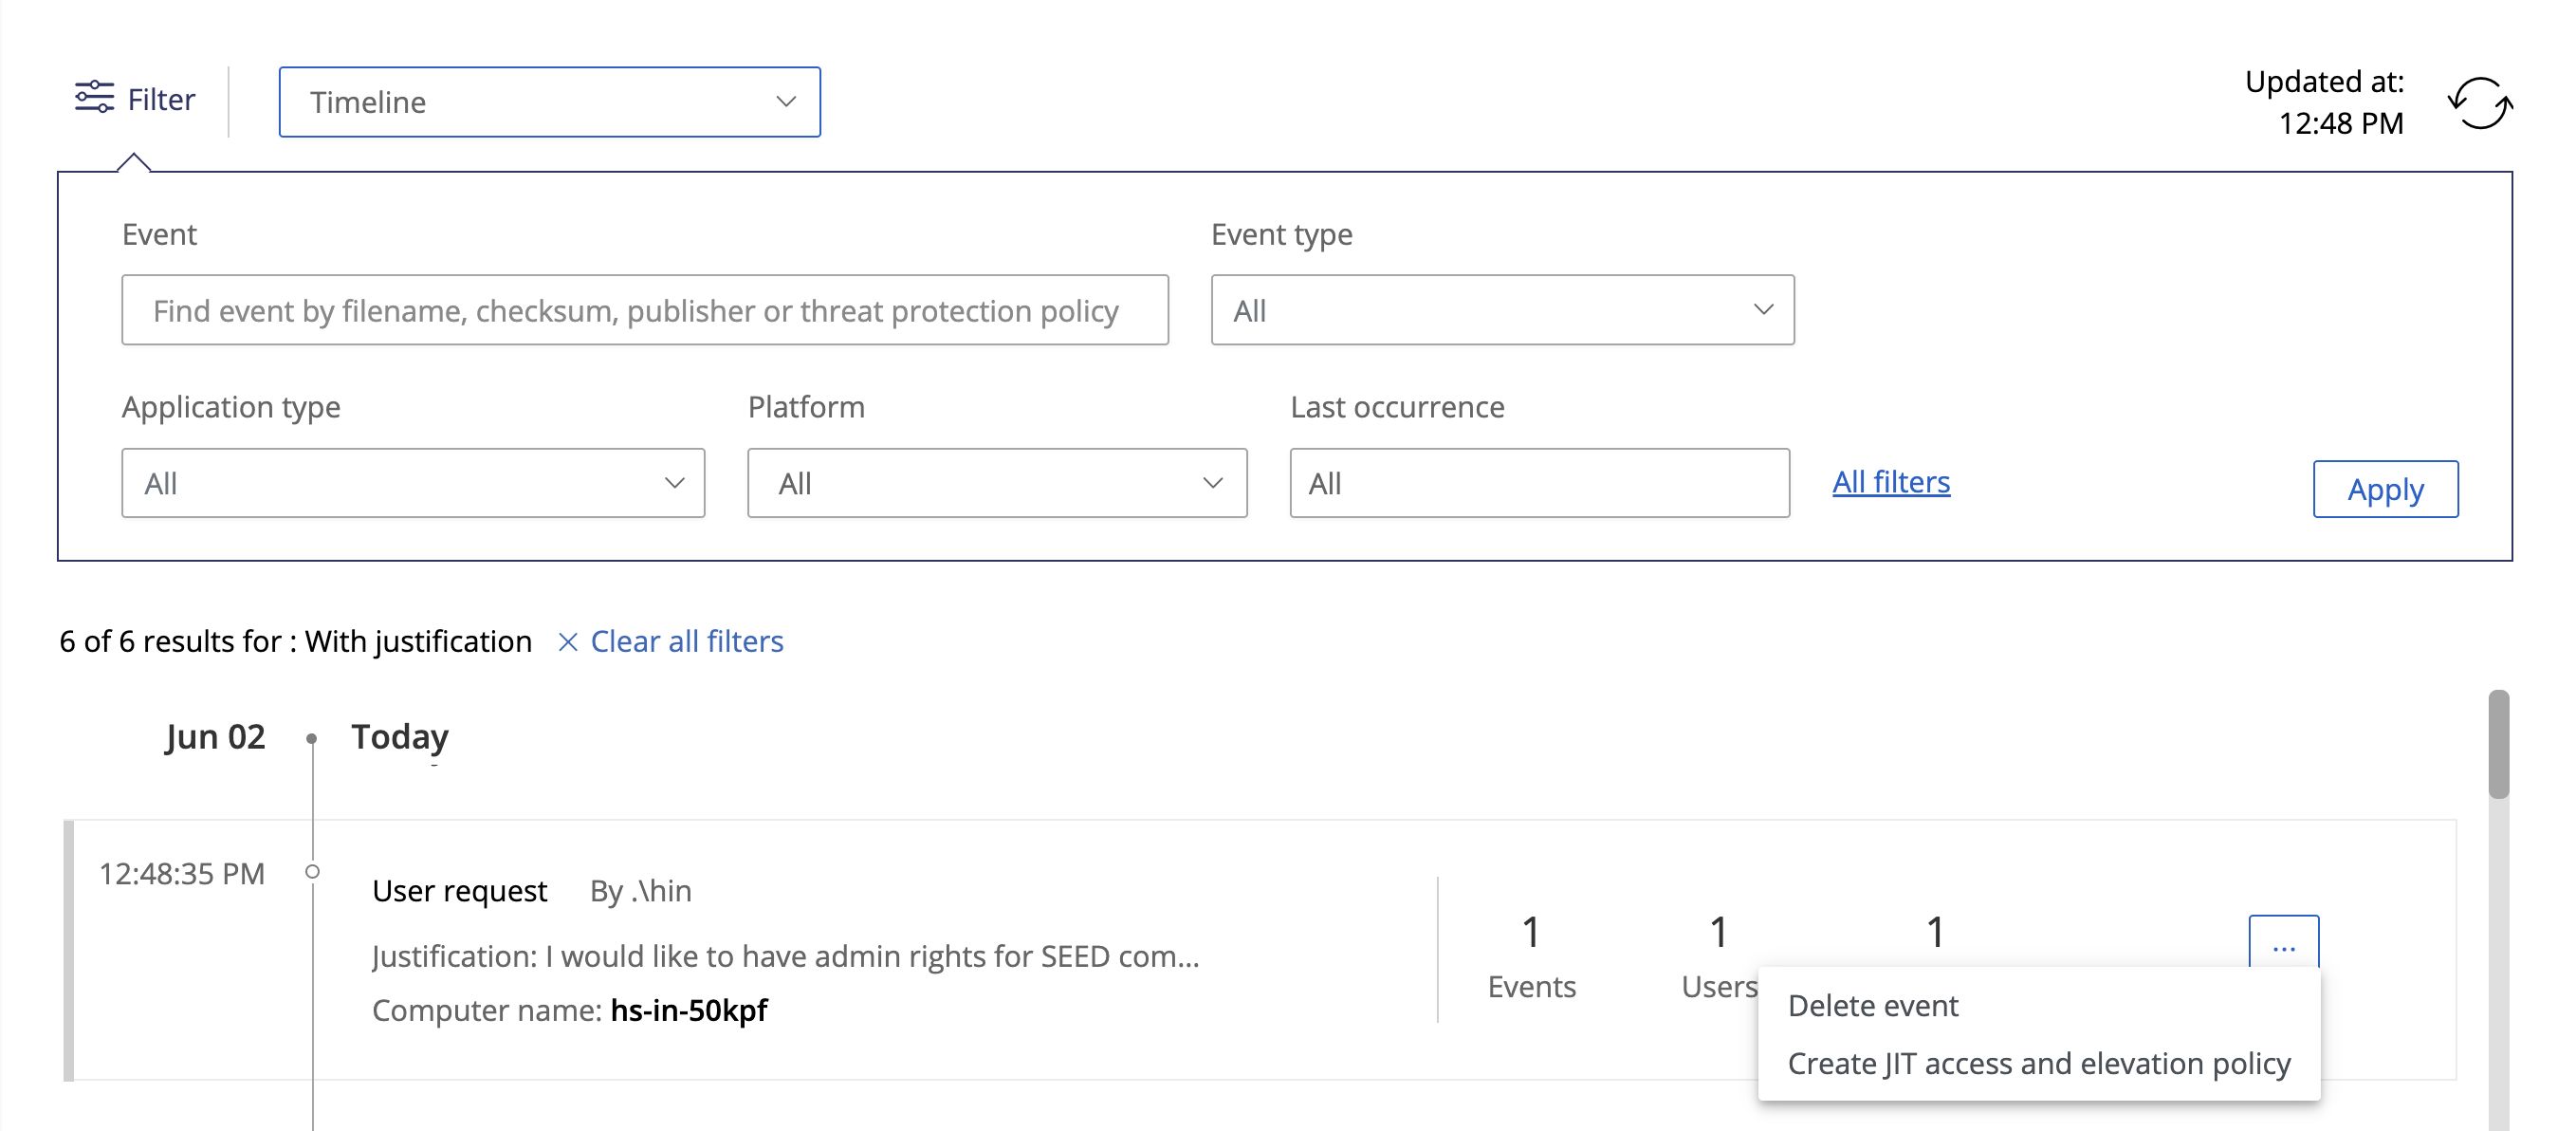 Filter
Timeline
Updated at:
12:48 PM
Event
Event type
Find event by filename, checksum, publisher or threat protection policy
All
Application type
Platform
Last occurrence
All
All
All
All filters
Apply
6 of 6 results for : With justification
Clear all filters
Jun 02
Today
12:48:35 PM
User request By .\hin
Justification: I would like to have admin rights for SEED com...
Computer name: hs-in-50kpf
1
Events
1
Users
1
...
Delete event
Create JIT access and elevation policy